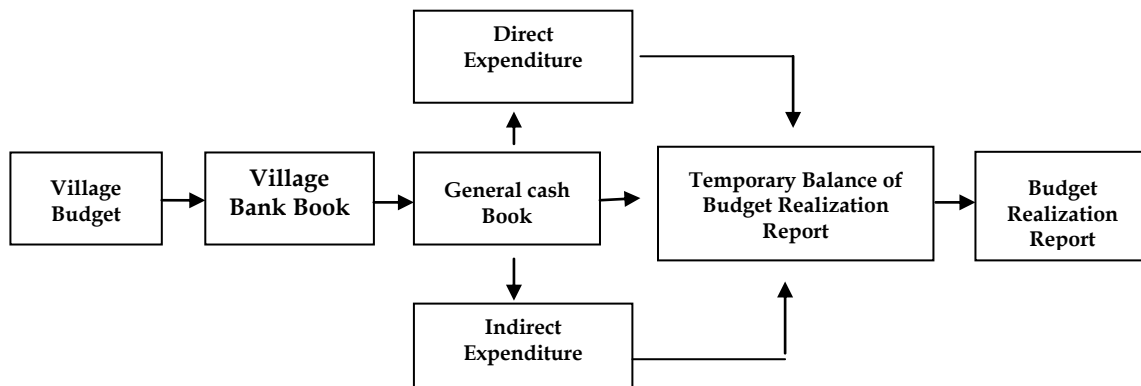 Direct
Expenditure
Village
Budget
Village
Bank Book
General cash
Book
Temporary Balance of
Budget Realization
Report
Budget
Realization
Report
Indirect
Expenditure